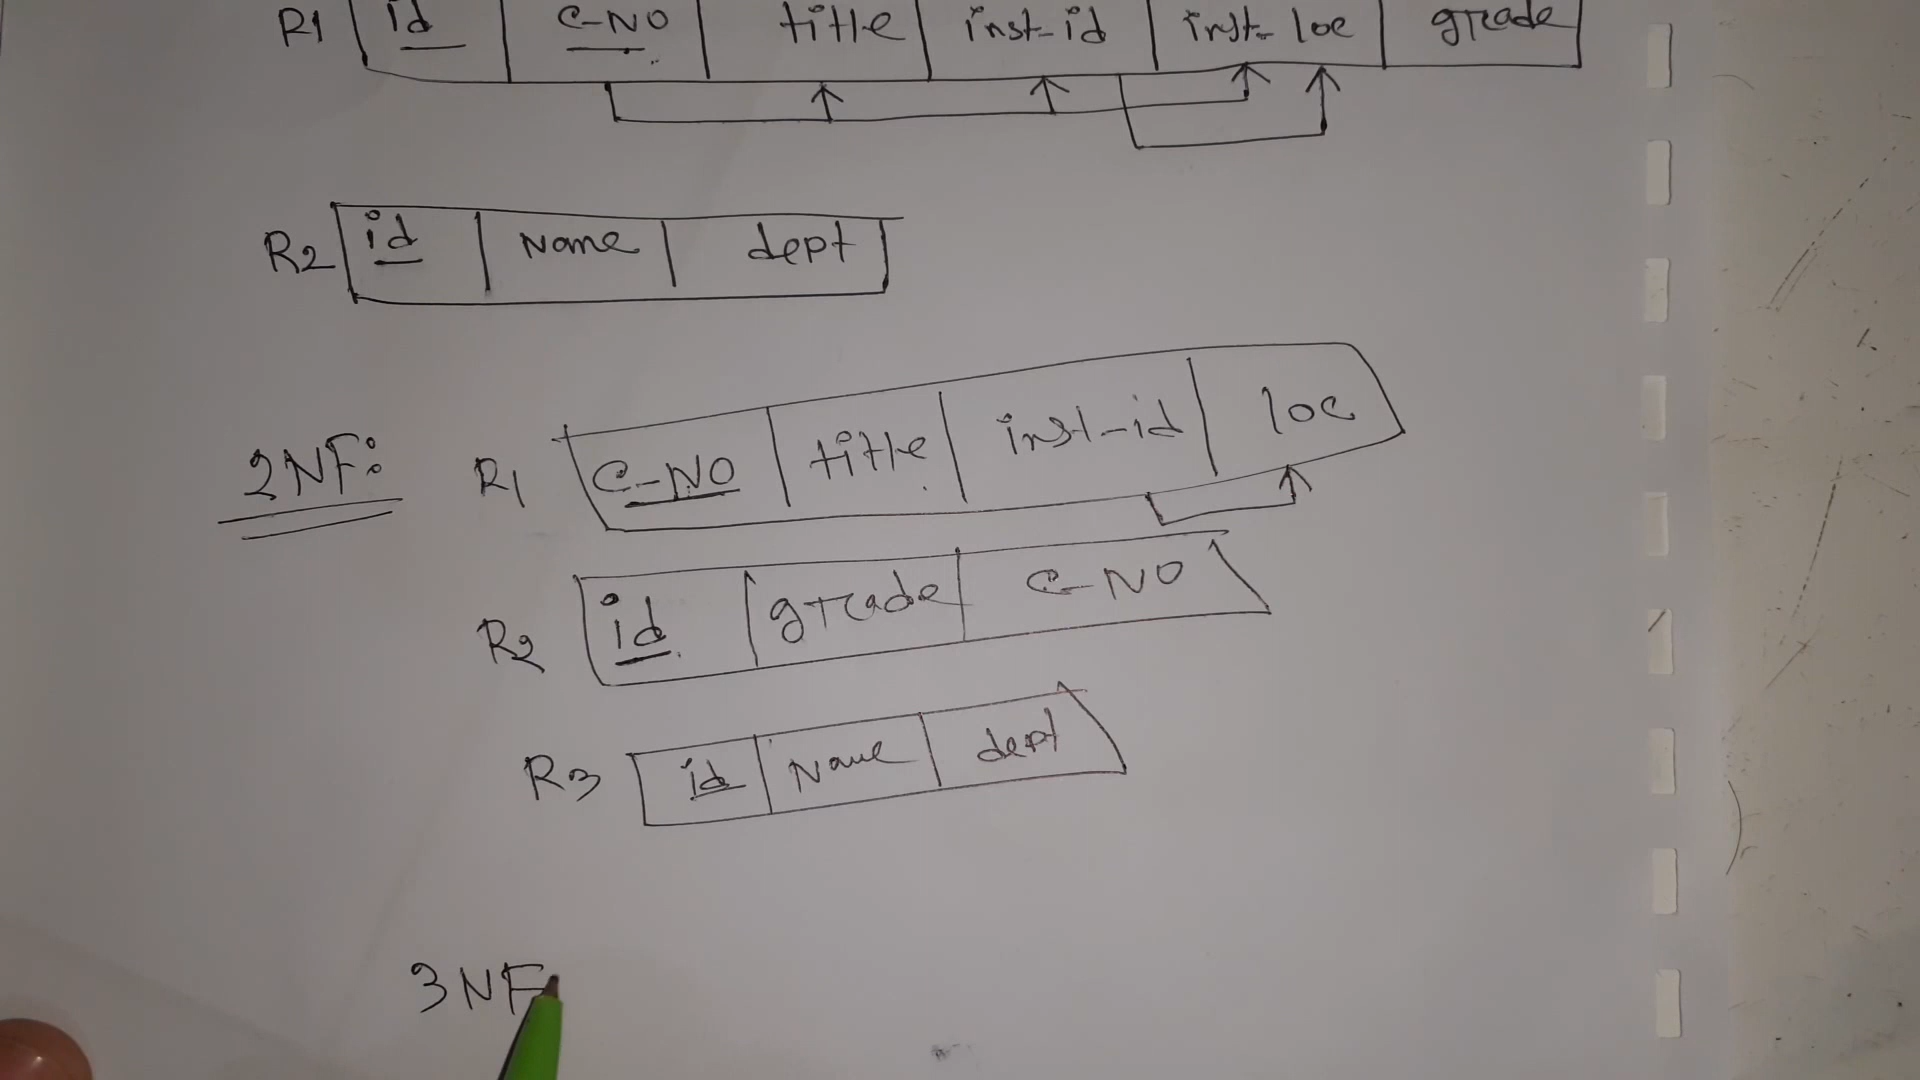 R1 id C-NO title inst-id inst-loc grade
R2 id Name dept
2NF: R1 C-NO title inst-id loc
R2 id grade C-NO
R3 id Name dept
3NF